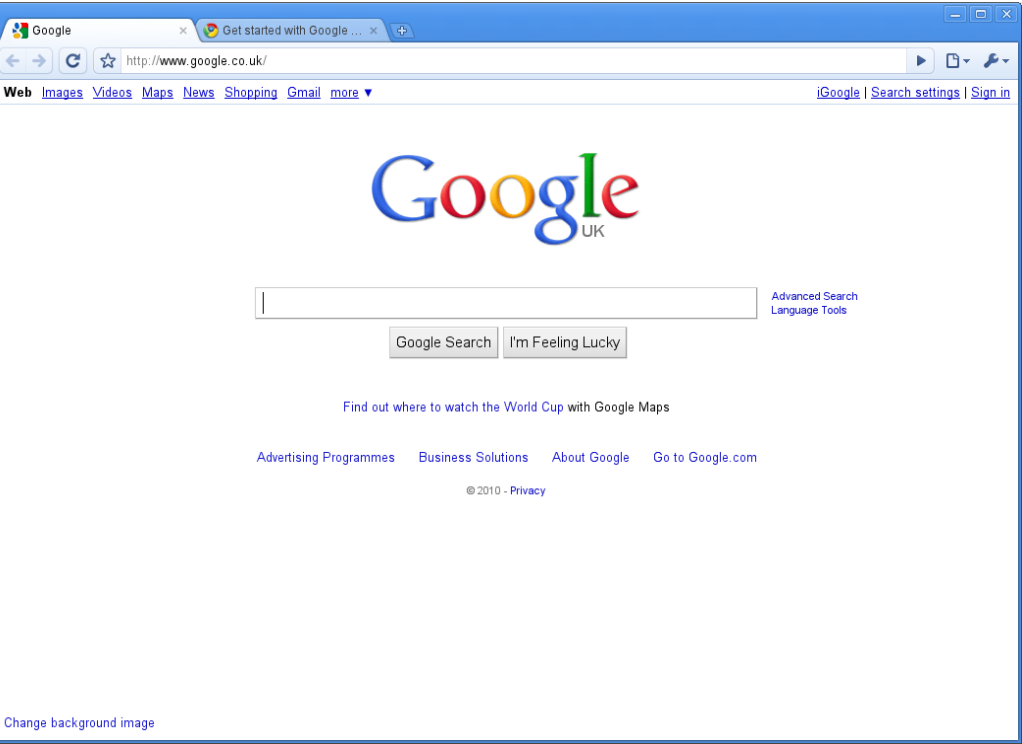 Google
Get started with Google ...
http://www.google.co.uk/
Web Images Videos Maps News Shopping Gmail more ▼
iGoogle | Search settings | Sign in
Google
UK
Advanced Search
Language Tools
Google Search
I'm Feeling Lucky
Find out where to watch the World Cup with Google Maps
Advertising Programmes Business Solutions About Google Go to Google.com
© 2010 - Privacy
Change background image